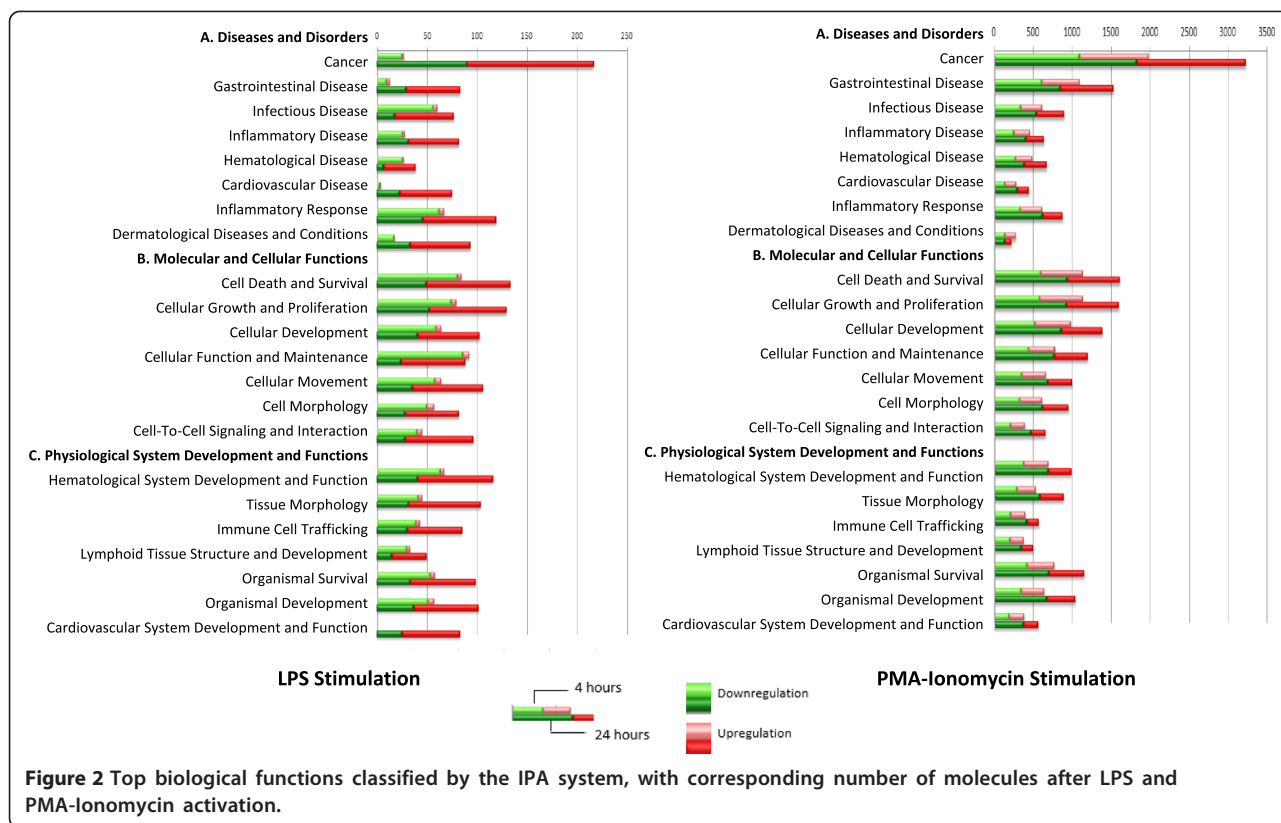 A. Diseases and Disorders
0 50 100 150 200 250
Cancer
Gastrointestinal Disease
Infectious Disease
Inflammatory Disease
Hematological Disease
Cardiovascular Disease
Inflammatory Response
Dermatological Diseases and Conditions
B. Molecular and Cellular Functions
Cell Death and Survival
Cellular Growth and Proliferation
Cellular Development
Cellular Function and Maintenance
Cellular Movement
Cell Morphology
Cell-To-Cell Signaling and Interaction
C. Physiological System Development and Functions
Hematological System Development and Function
Tissue Morphology
Immune Cell Trafficking
Lymphoid Tissue Structure and Development
Organismal Survival
Organismal Development
Cardiovascular System Development and Function
LPS Stimulation
A. Diseases and Disorders
0 500 1000 1500 2000 2500 3000 3500
Cancer
Gastrointestinal Disease
Infectious Disease
Inflammatory Disease
Hematological Disease
Cardiovascular Disease
Inflammatory Response
Dermatological Diseases and Conditions
B. Molecular and Cellular Functions
Cell Death and Survival
Cellular Growth and Proliferation
Cellular Development
Cellular Function and Maintenance
Cellular Movement
Cell Morphology
Cell-To-Cell Signaling and Interaction
C. Physiological System Development and Functions
Hematological System Development and Function
Tissue Morphology
Immune Cell Trafficking
Lymphoid Tissue Structure and Development
Organismal Survival
Organismal Development
Cardiovascular System Development and Function
PMA-Ionomycin Stimulation
4 hours
24 hours
Downregulation
Upregulation
Figure 2 Top biological functions classified by the IPA system, with corresponding number of molecules after LPS and
PMA-Ionomycin activation.